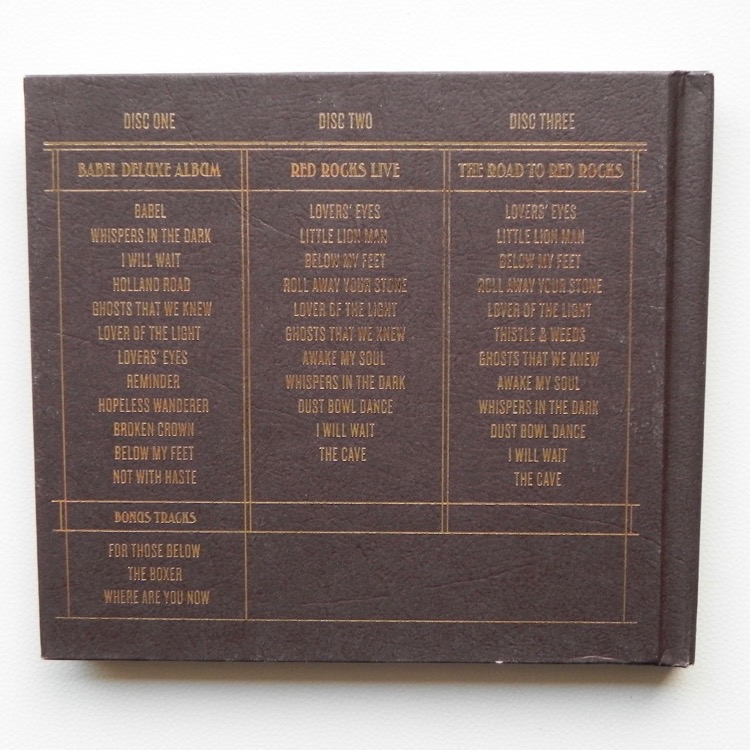 DISC ONE
BABEL DELUXE ALBUM
BABEL
WHISPERS IN THE DARK
I WILL WAIT
HOLLAND ROAD
GHOSTS THAT WE KNEW
LOVER OF THE LIGHT
LOVERS' EYES
REMINDER
HOPELESS WANDERER
BROKEN CROWN
BELOW MY FEET
NOT WITH HASTE
BONUS TRACKS
FOR THOSE BELOW
THE BOXER
WHERE ARE YOU NOW
DISC TWO
RED ROCKS LIVE
LOVERS' EYES
LITTLE LION MAN
BELOW MY FEET
ROLL AWAY YOUR STONE
LOVER OF THE LIGHT
GHOSTS THAT WE KNEW
AWAKE MY SOUL
WHISPERS IN THE DARK
DUST BOWL DANCE
I WILL WAIT
THE CAVE
DISC THREE
THE ROAD TO RED ROCKS
LOVERS' EYES
LITTLE LION MAN
BELOW MY FEET
ROLL AWAY YOUR STONE
LOVER OF THE LIGHT
THISTLE & WEEDS
GHOSTS THAT WE KNEW
AWAKE MY SOUL
WHISPERS IN THE DARK
DUST BOWL DANCE
I WILL WAIT
THE CAVE